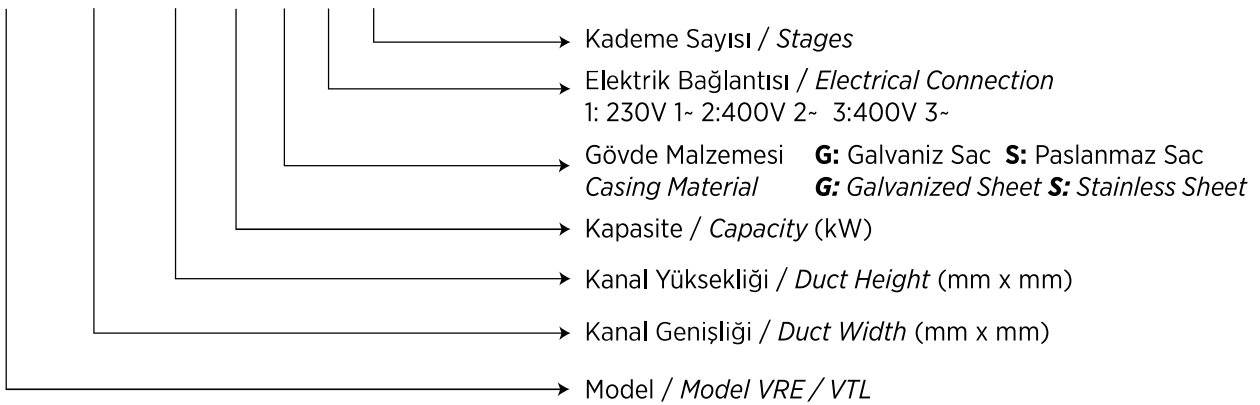 Kademe Sayısı / Stages
Elektrik Bağlantısı / Electrical Connection
1: 230V 1~ 2:400V 2~ 3:400V 3~
Gövde Malzemesi G: Galvaniz Sac S: Paslanmaz Sac
Casing Material G: Galvanized Sheet S: Stainless Sheet
Kapasite / Capacity (kW)
Kanal Yüksekliği / Duct Height (mm x mm)
Kanal Genişliği / Duct Width (mm x mm)
Model / Model VRE / VTL